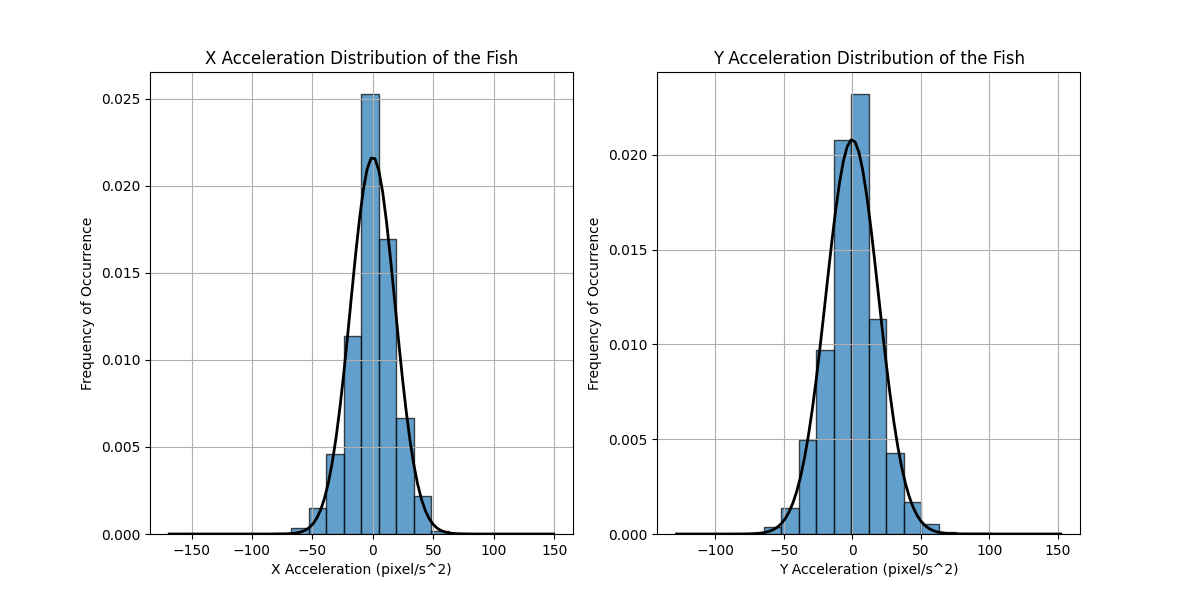 X Acceleration Distribution of the Fish
Frequency of Occurrence
0.025
0.020
0.015
0.010
0.005
0.000
−150 −100 −50 0 50 100 150
X Acceleration (pixel/s^2)
Y Acceleration Distribution of the Fish
Frequency of Occurrence
0.020
0.015
0.010
0.005
0.000
−100 −50 0 50 100 150
Y Acceleration (pixel/s^2)